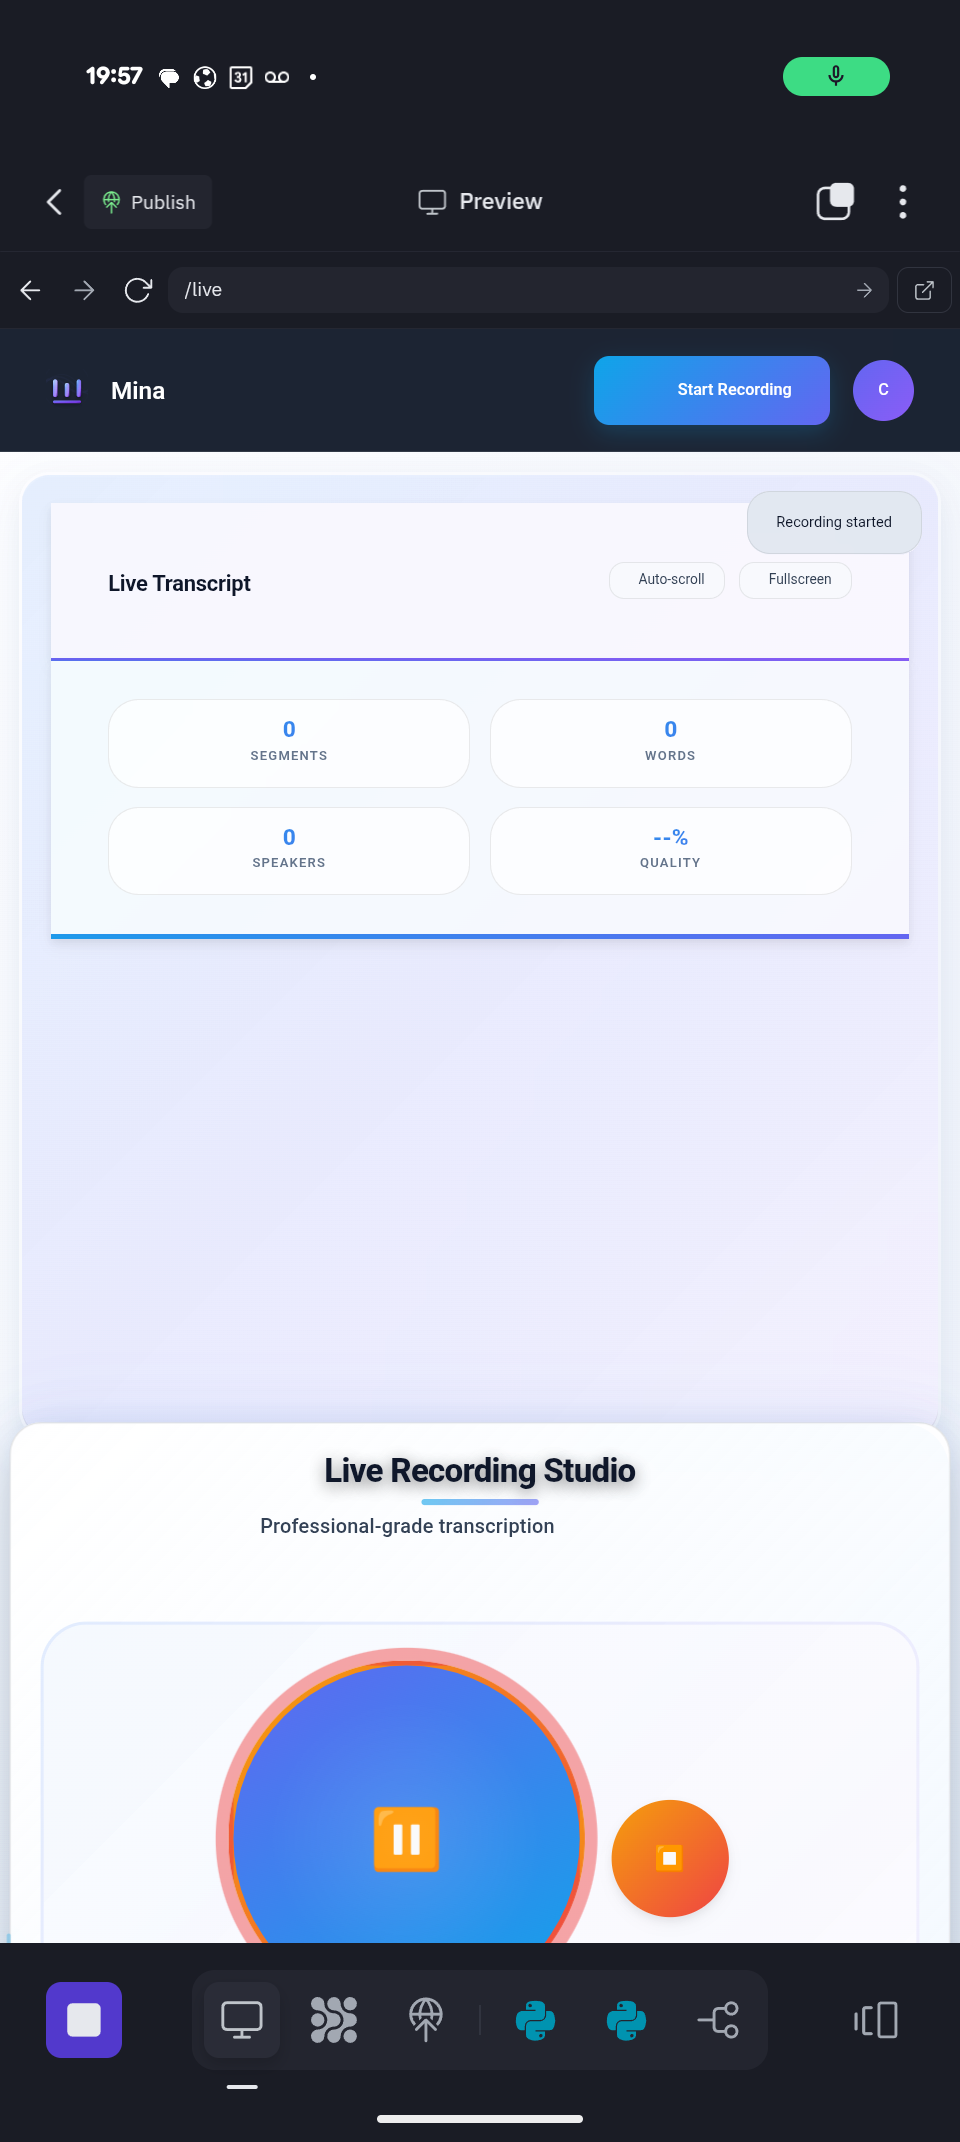 19:57
31
Publish
Preview
/live
Mina
Start Recording
C
Recording started
Live Transcript
Auto-scroll
Fullscreen
0
SEGMENTS
0
WORDS
0
SPEAKERS
--%
QUALITY
Live Recording Studio
Professional-grade transcription